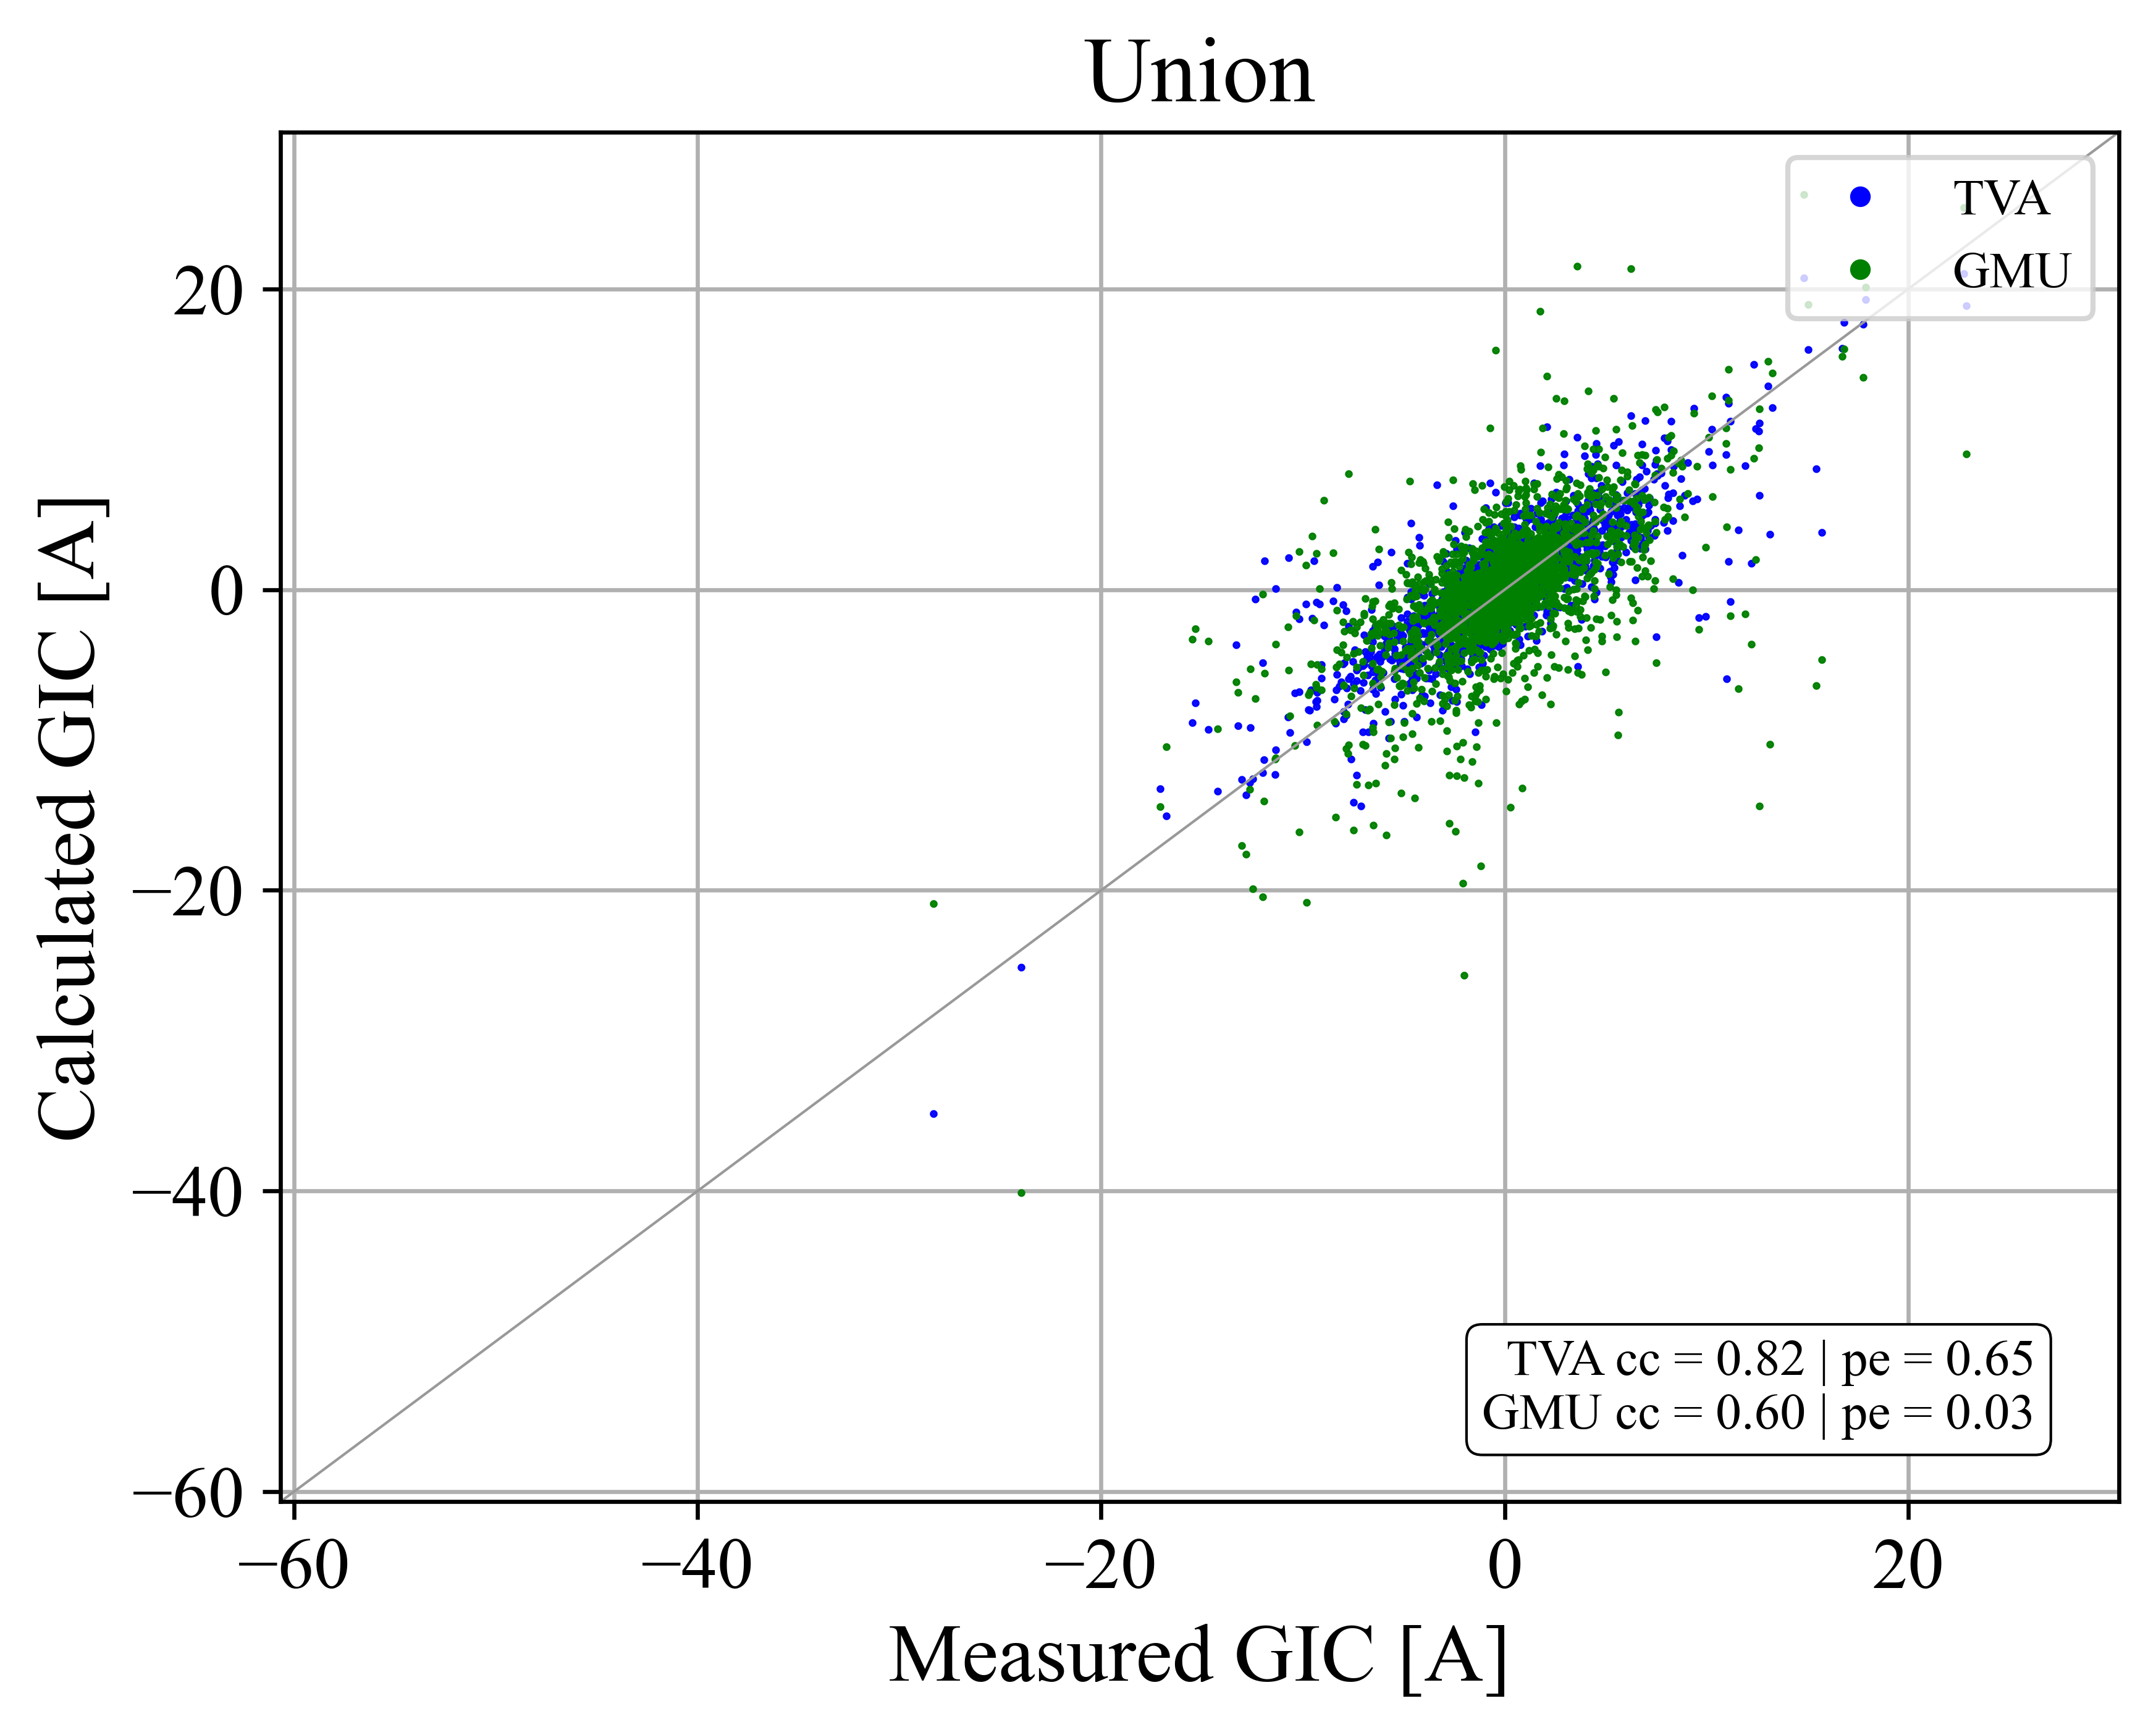 Union
TVA
GMU
20
0
−20
−40
−60
Calculated GIC [A]
TVA cc = 0.82 | pe = 0.65
GMU cc = 0.60 | pe = 0.03
−60
−40
−20
0
20
Measured GIC [A]